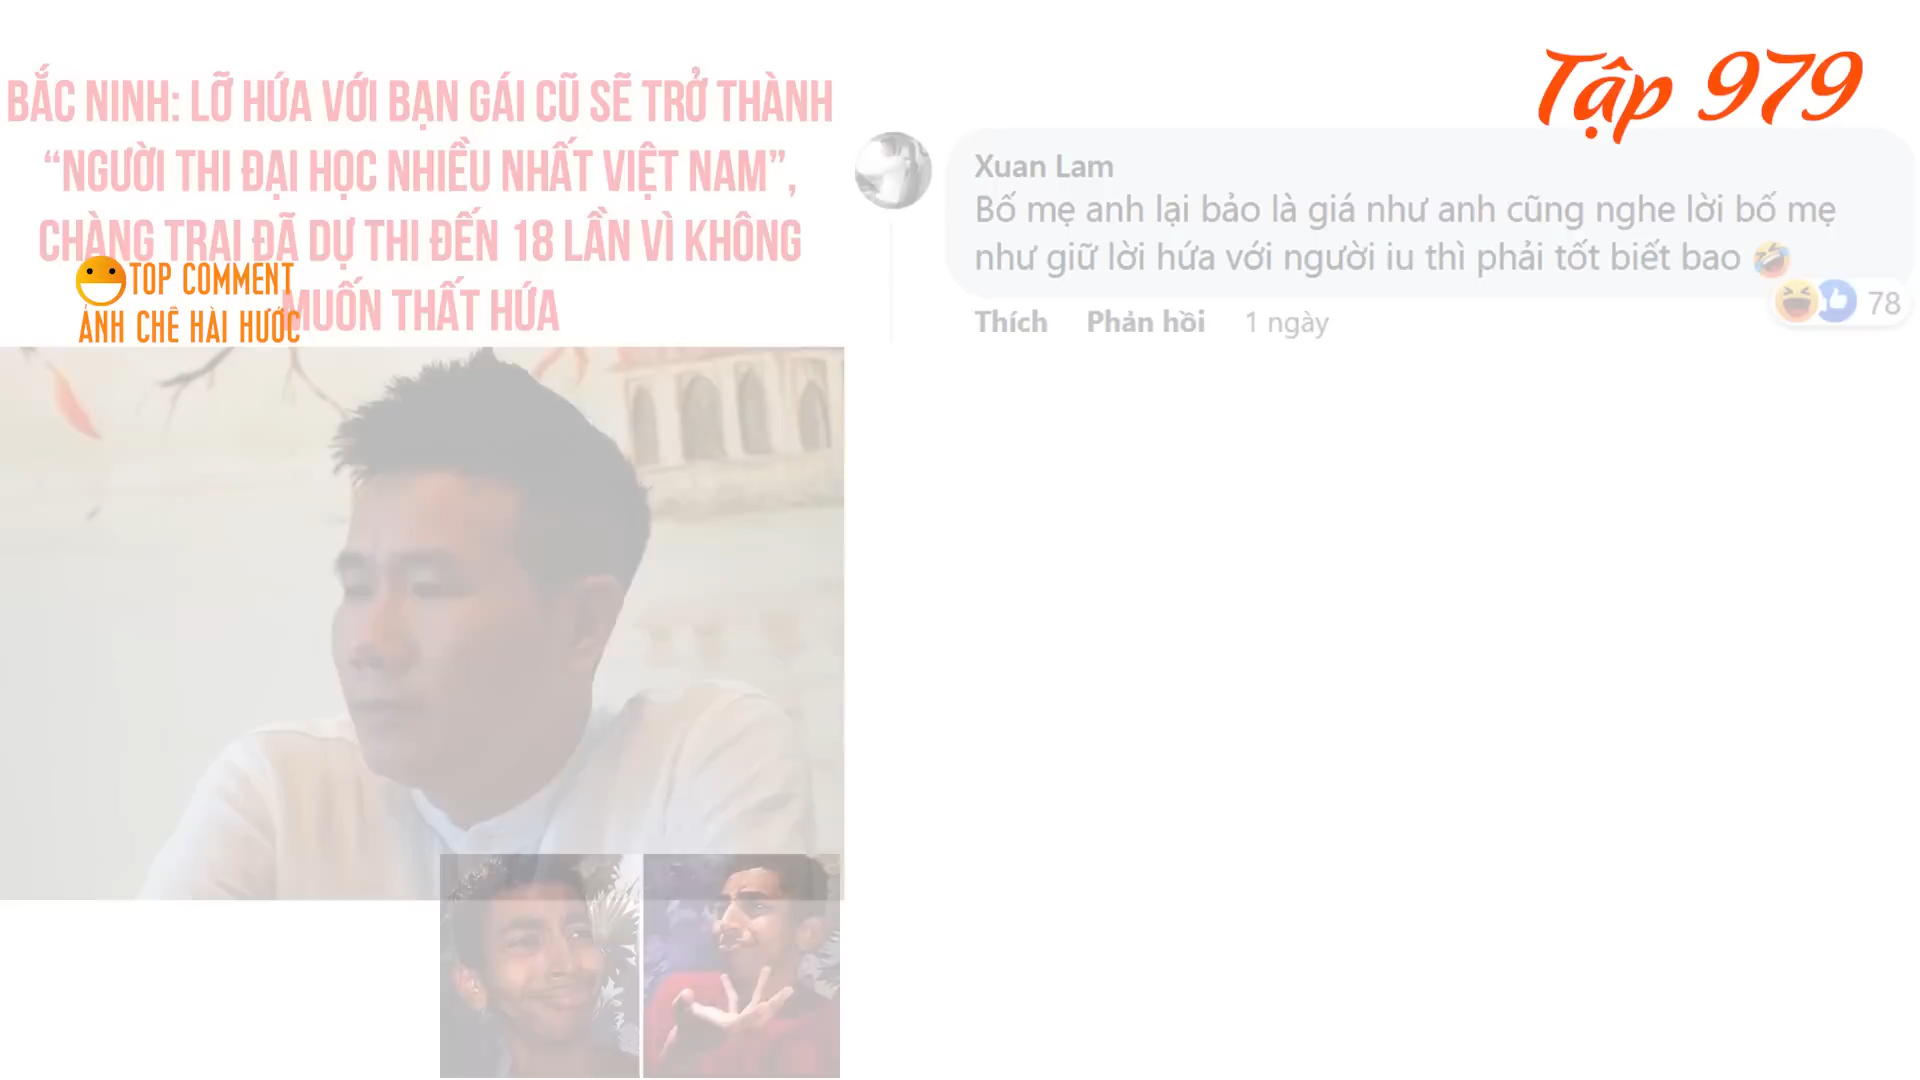 Tập 979
BẮC NINH: LỠ HỨA VỚI BẠN GÁI CŨ SẼ TRỞ THÀNH
“NGƯỜI THI ĐẠI HỌC NHIỀU NHẤT VIỆT NAM”,
CHÀNG TRAI ĐÃ DỰ THI ĐẾN 18 LẦN VÌ KHÔNG
MUỐN THẤT HỨA
TOP COMMENT
ẢNH CHẾ HÀI HƯỚC
Xuan Lam
Bố mẹ anh lại bảo là giá như anh cũng nghe lời bố mẹ
như giữ lời hứa với người iu thì phải tốt biết bao 🤣
78
Thích Phản hồi 1 ngày